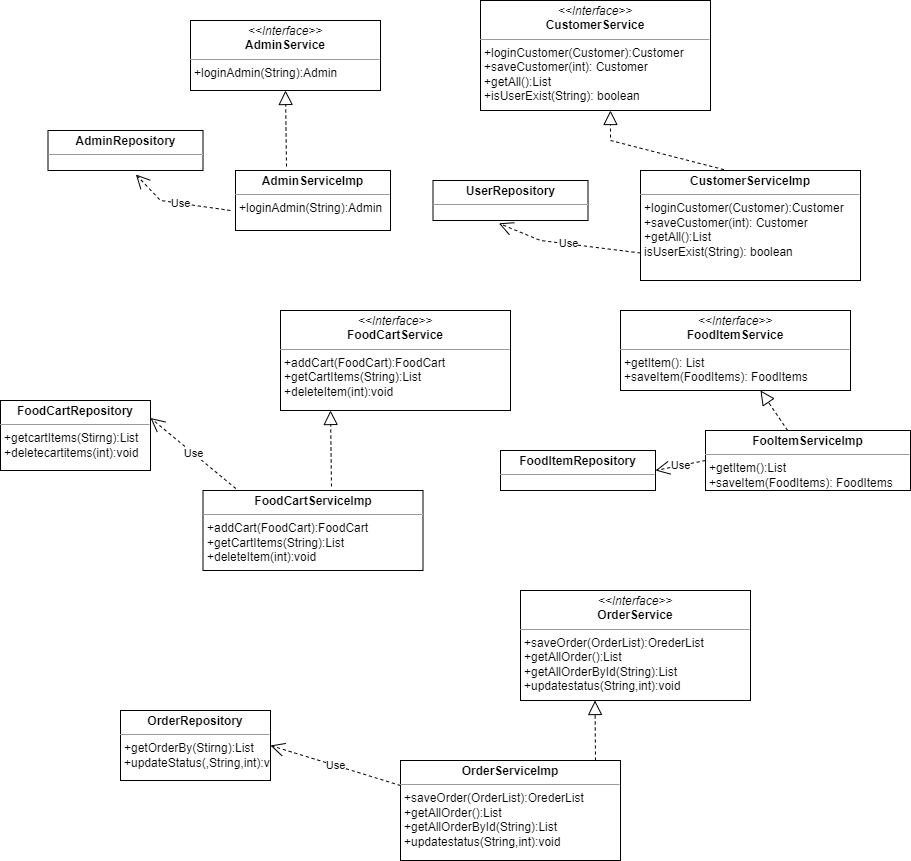 <<Interface>>
AdminService
+loginAdmin(String):Admin
<<Interface>>
CustomerService
+loginCustomer(Customer):Customer
+saveCustomer(int): Customer
+getAll():List
+isUserExist(String): boolean
AdminRepository
AdminServiceImp
+loginAdmin(String):Admin
Use
UserRepository
CustomerServiceImp
+loginCustomer(Customer):Customer
+saveCustomer(int): Customer
+getAll():List
isUserExist(String): boolean
Use
<<Interface>>
FoodCartService
+addCart(FoodCart):FoodCart
+getCartItems(String):List
+deleteItem(int):void
<<Interface>>
FoodItemService
+getItem(): List
+saveItem(FoodItems): FoodItems
FoodCartRepository
+getcartItems(Stirng):List
+deletecartitems(int):void
Use
FoodCartServiceImp
+addCart(FoodCart):FoodCart
+getCartItems(String):List
+deleteItem(int):void
FoodItemRepository
Use
FooItemServiceImp
+getItem():List
+saveItem(FoodItems): FoodItems
<<Interface>>
OrderService
+saveOrder(OrderList):OrederList
+getAllOrder():List
+getAllOrderById(String):List
+updatestatus(String,int):void
OrderRepository
+getOrderBy(Stirng):List
+updateStatus(,String,int):v
Use
OrderServiceImp
+saveOrder(OrderList):OrederList
+getAllOrder():List
+getAllOrderById(String):List
+updatestatus(String,int):void